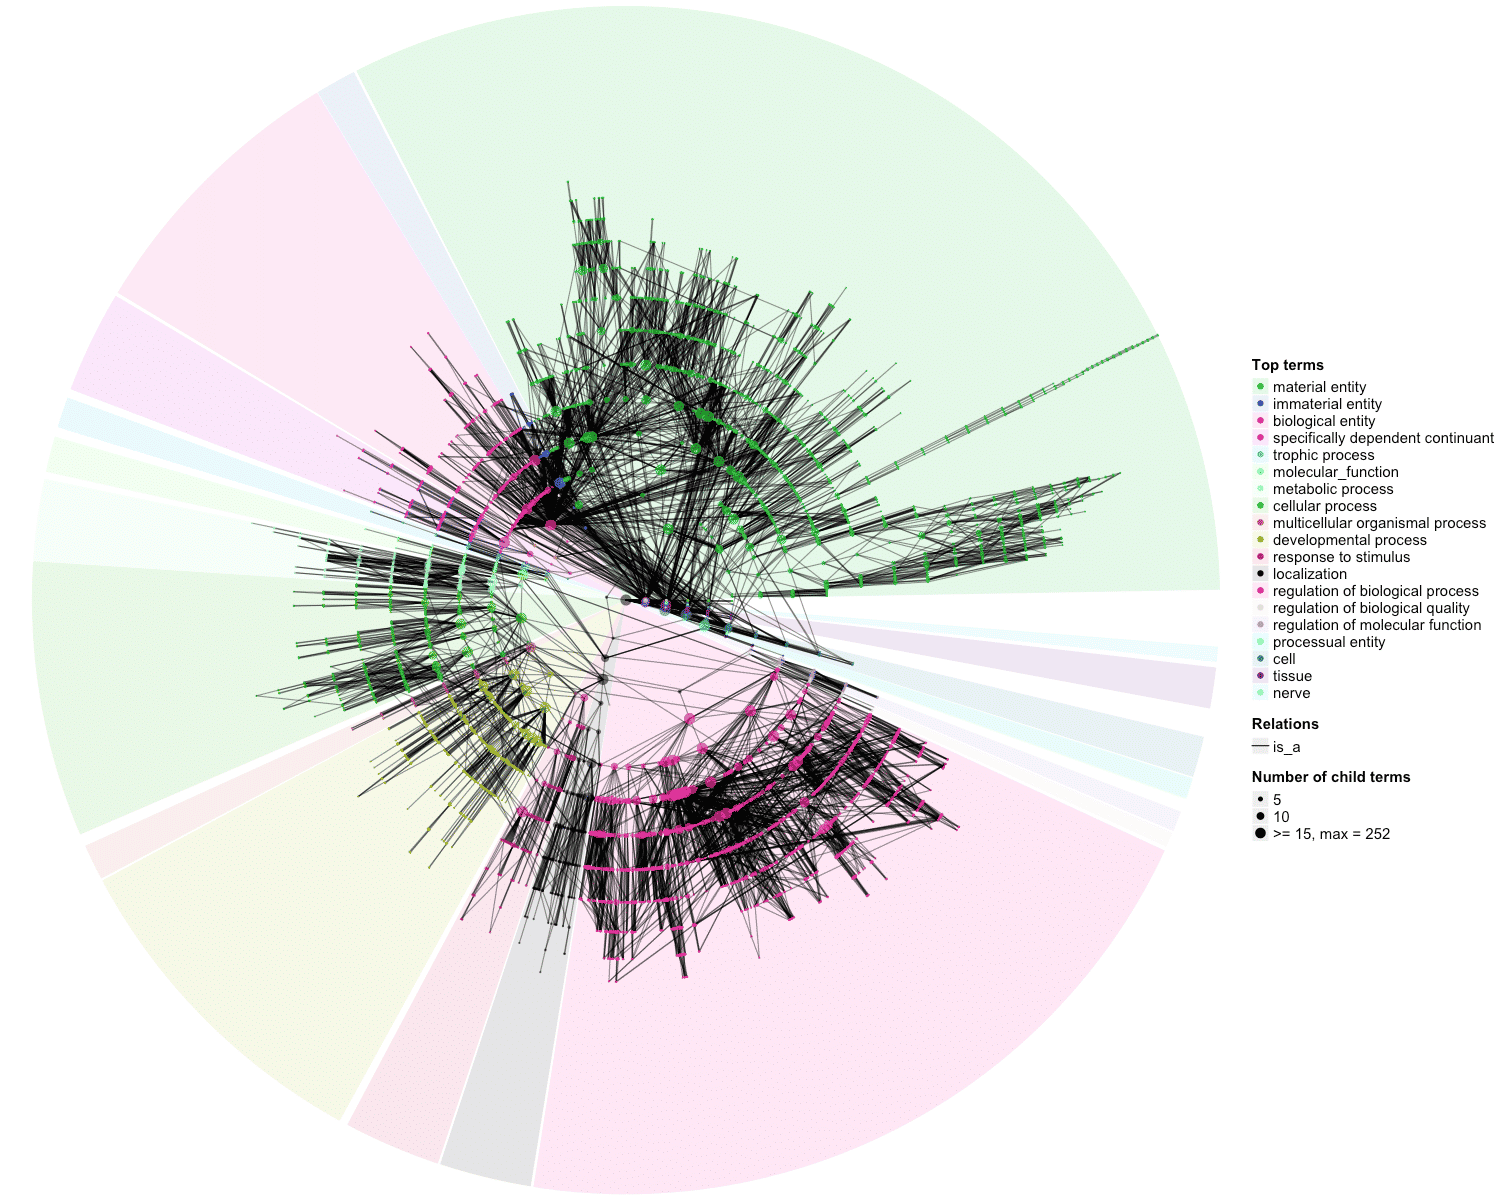 Top terms
material entity
immaterial entity
biological entity
specifically dependent continuant
trophic process
molecular_function
metabolic process
cellular process
multicellular organismal process
developmental process
response to stimulus
localization
regulation of biological process
regulation of biological quality
regulation of molecular function
processual entity
cell
tissue
nerve
Relations
is_a
Number of child terms
5
10
>= 15, max = 252